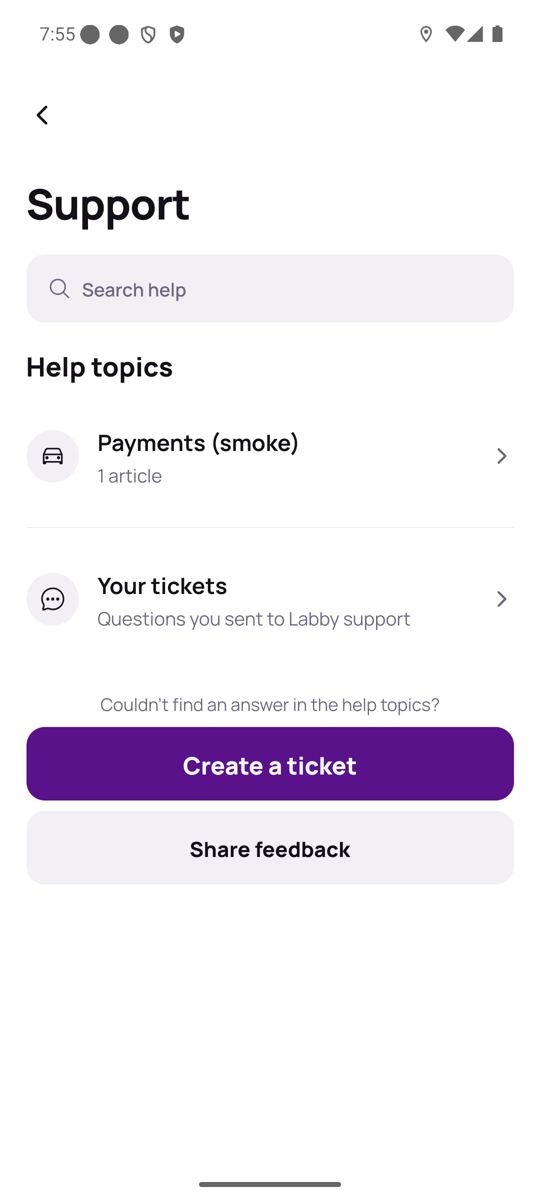 7:55
Support
Search help
Help topics
Payments (smoke)
1 article
Your tickets
Questions you sent to Labby support
Couldn't find an answer in the help topics?
Create a ticket
Share feedback